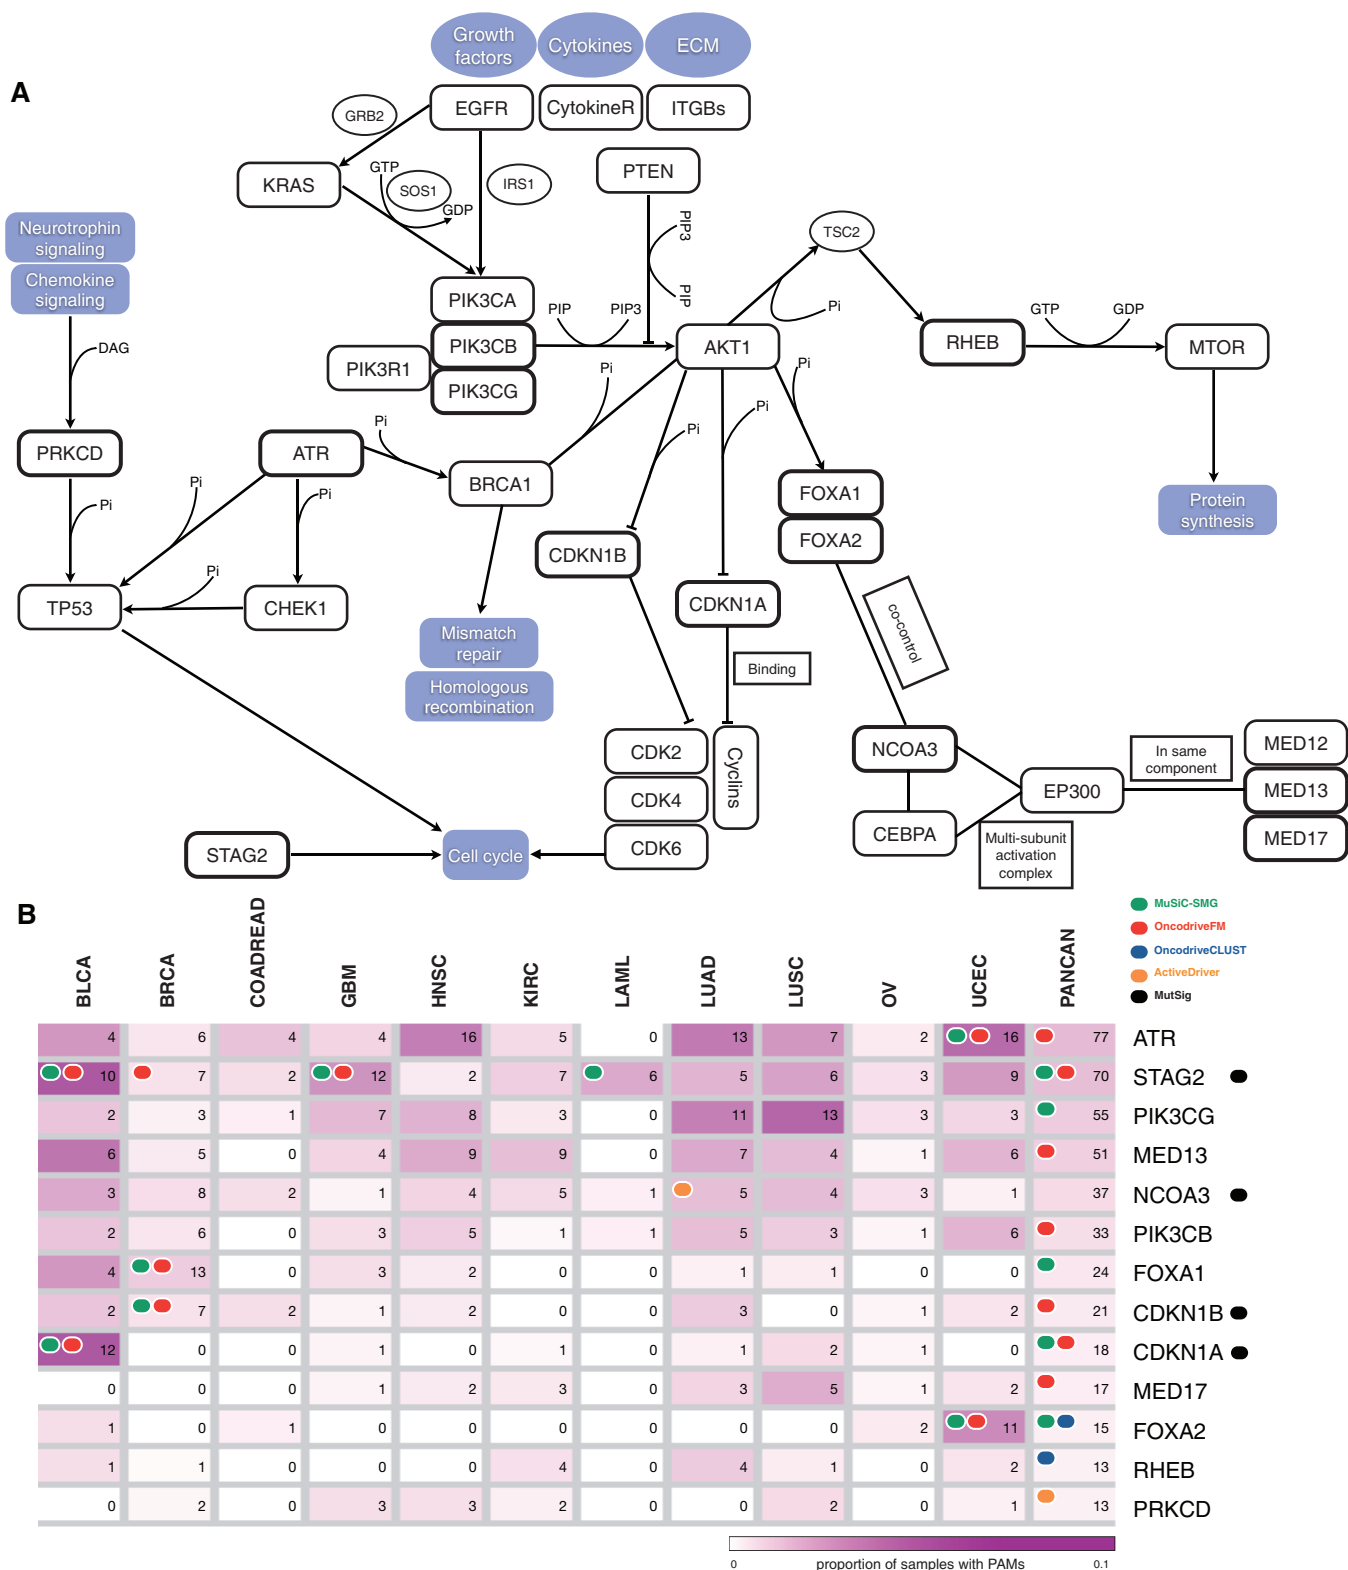 Growth
factors
Cytokines
ECM
A
EGFR
CytokineR
ITGBs
GRB2
KRAS
GTP
SOS1
GDP
IRS1
PTEN
PIP3
PIP
Neurotrophin
signaling
Chemokine
signaling
DAG
TSC2
Pi
PIK3CA
PIK3CB
PIK3CG
PIK3R1
PIP
PIP3
AKT1
RHEB
GTP
GDP
MTOR
Pi
Pi
Pi
Pi
Pi
PRKCD
ATR
BRCA1
FOXA1
FOXA2
Protein
synthesis
Pi
Pi
Pi
Pi
CDKN1B
CDKN1A
TP53
CHEK1
Mismatch
repair
Homologous
recombination
Binding
co-control
CDK2
CDK4
CDK6
Cyclins
NCOA3
CEBPA
EP300
In same
component
MED12
MED13
MED17
Multi-subunit
activation
complex
STAG2
Cell cycle
B
MuSiC-SMG
OncodriveFM
OncodriveCLUST
ActiveDriver
MutSig
BLCA BRCA COADREAD GBM HNSC KIRC LAML LUAD LUSC OV UCEC PANCAN
4 6 4 4 16 5 0 13 7 2 16 77 ATR
10 7 2 12 2 7 6 5 6 3 9 70 STAG2
2 3 1 7 8 3 0 11 13 3 3 55 PIK3CG
6 5 0 4 9 9 0 7 4 1 6 51 MED13
3 8 2 1 4 5 1 5 4 3 1 37 NCOA3
2 6 0 3 5 1 1 5 3 1 6 33 PIK3CB
4 13 0 3 2 0 0 1 1 0 0 24 FOXA1
2 7 2 1 2 0 0 3 0 1 2 21 CDKN1B
12 0 0 1 0 1 0 1 2 1 0 18 CDKN1A
0 0 0 1 2 3 0 3 5 1 2 17 MED17
1 0 1 0 0 0 0 0 0 2 11 15 FOXA2
1 1 0 0 0 4 0 4 1 0 2 13 RHEB
0 2 0 3 3 2 0 0 2 0 1 13 PRKCD
0 proportion of samples with PAMs 0.1